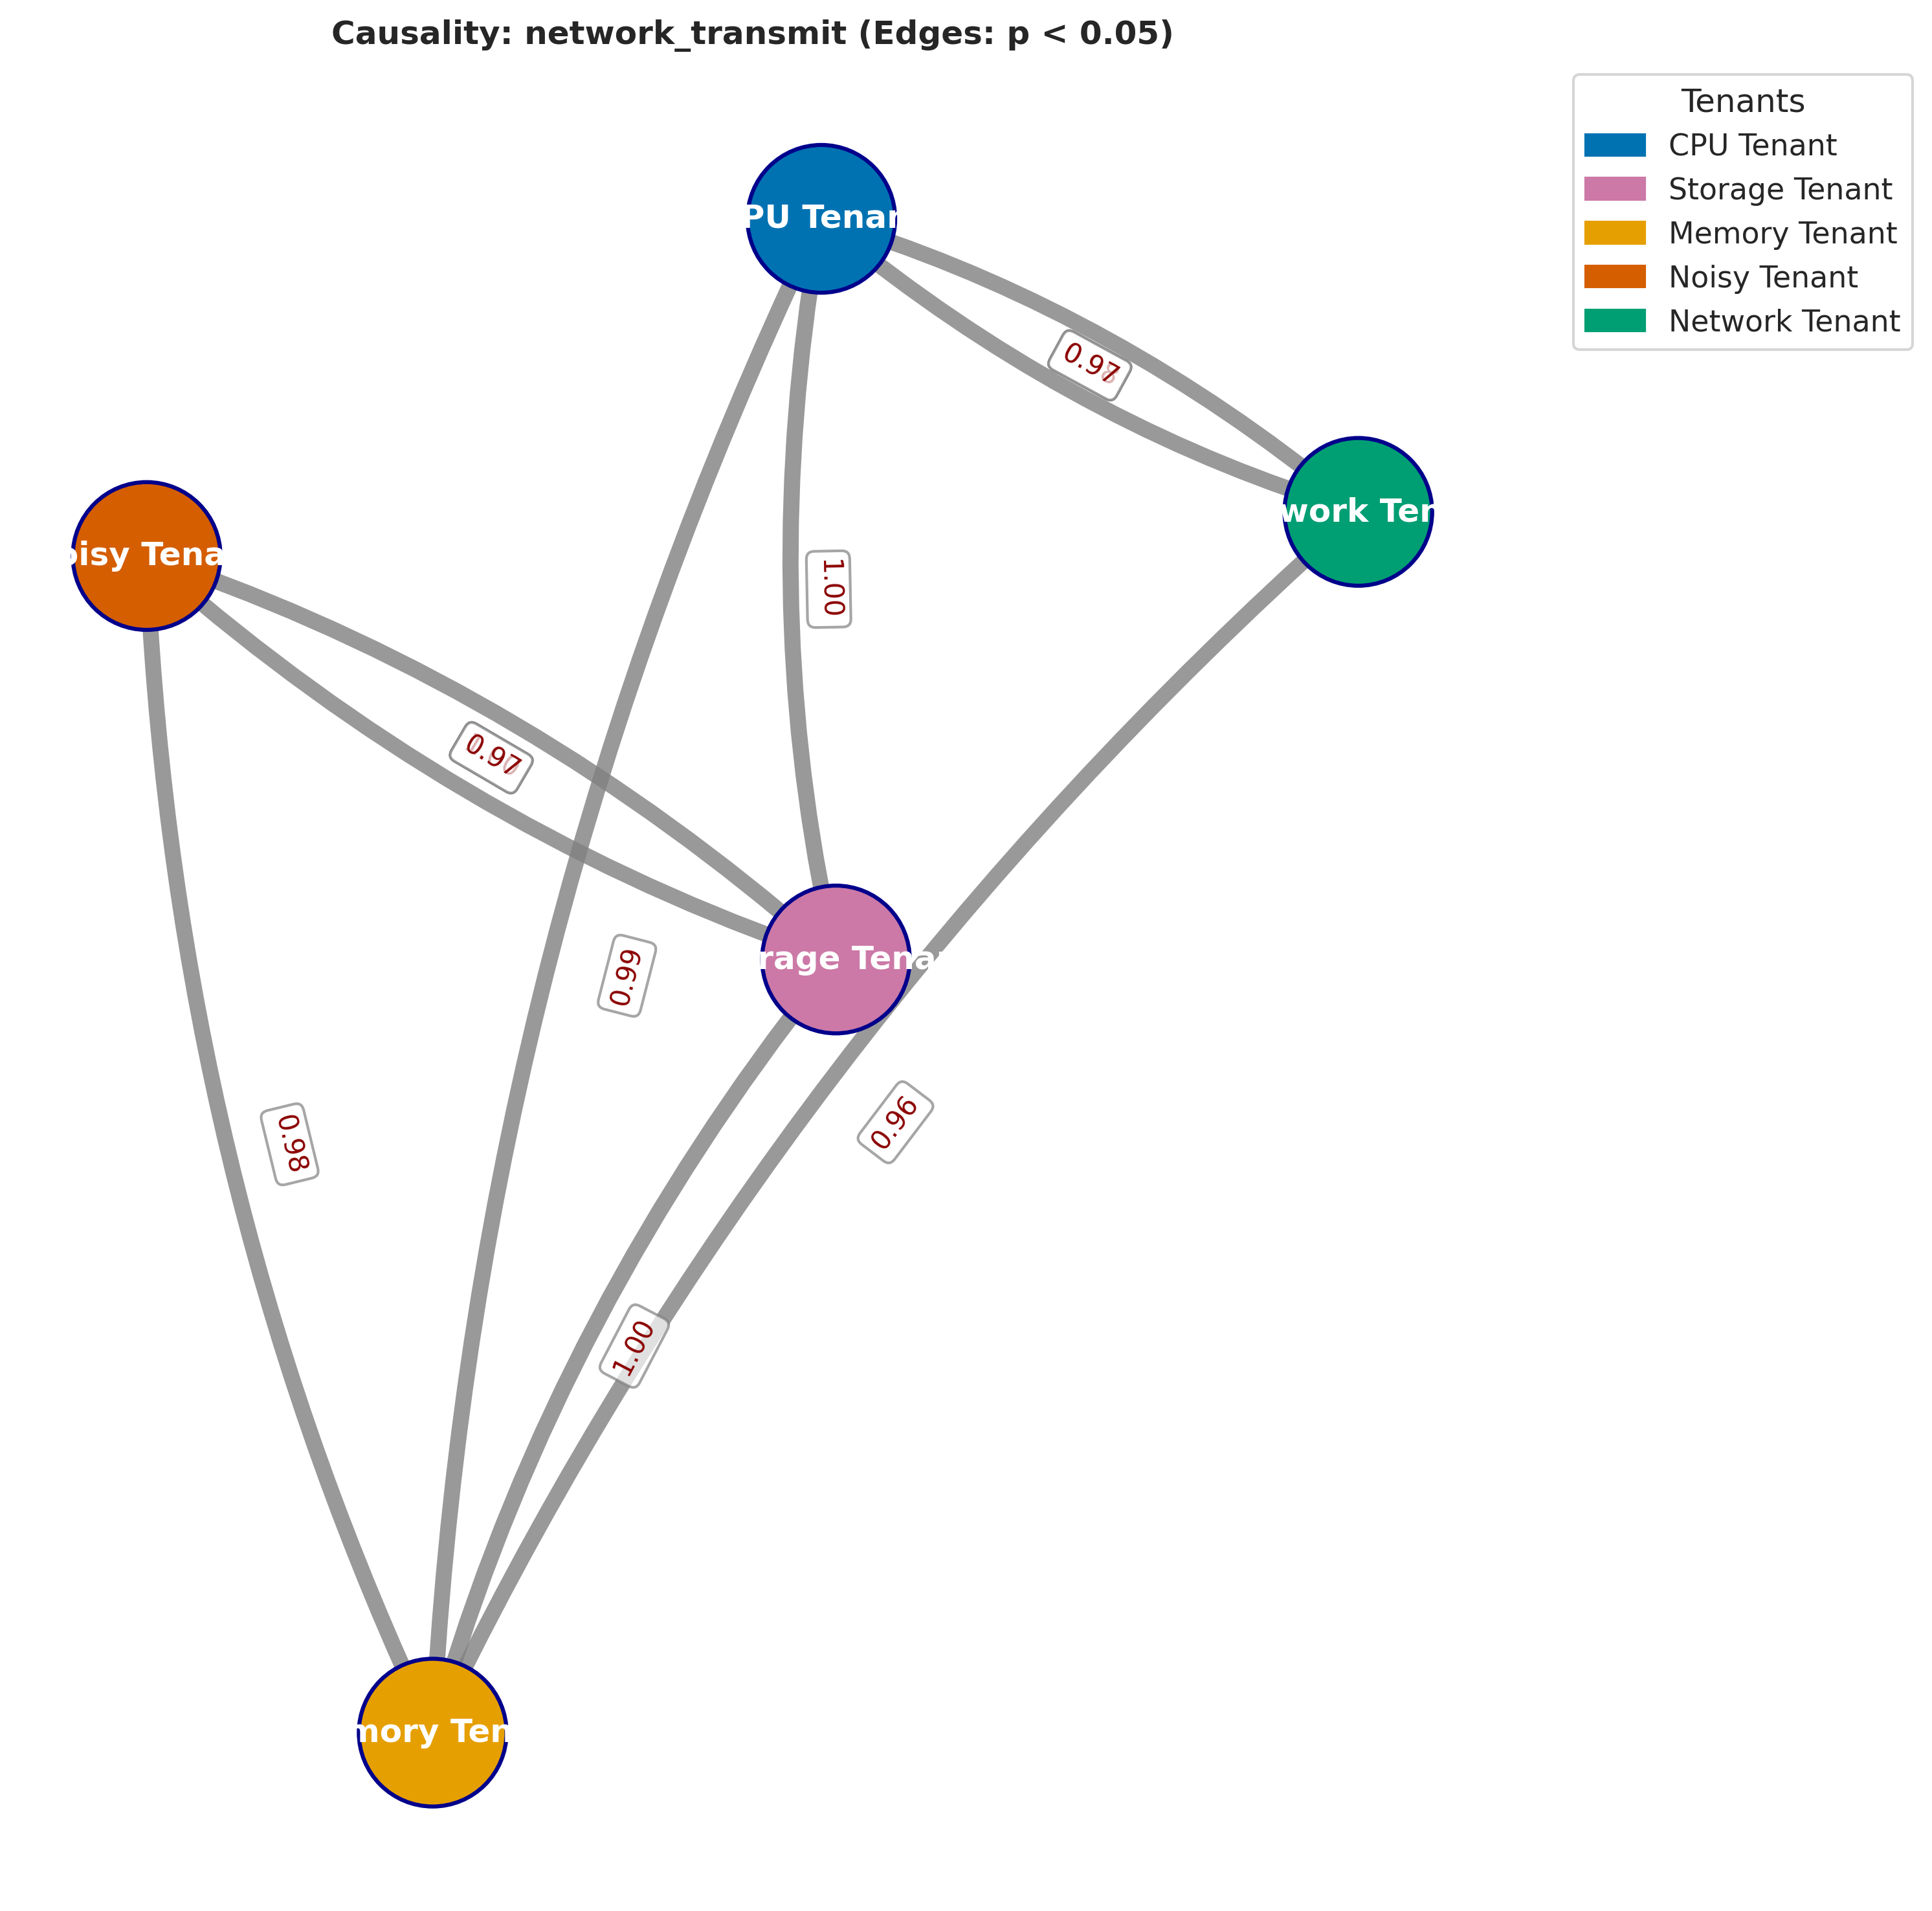 Causality: network_transmit (Edges: p < 0.05)
Tenants
CPU Tenant
Storage Tenant
Memory Tenant
Noisy Tenant
Network Tenant
PU Tenan
0.97
work Ten
oisy Tena
1.00
0.97
rage Tena
0.99
0.96
0.98
1.00
mory Ten